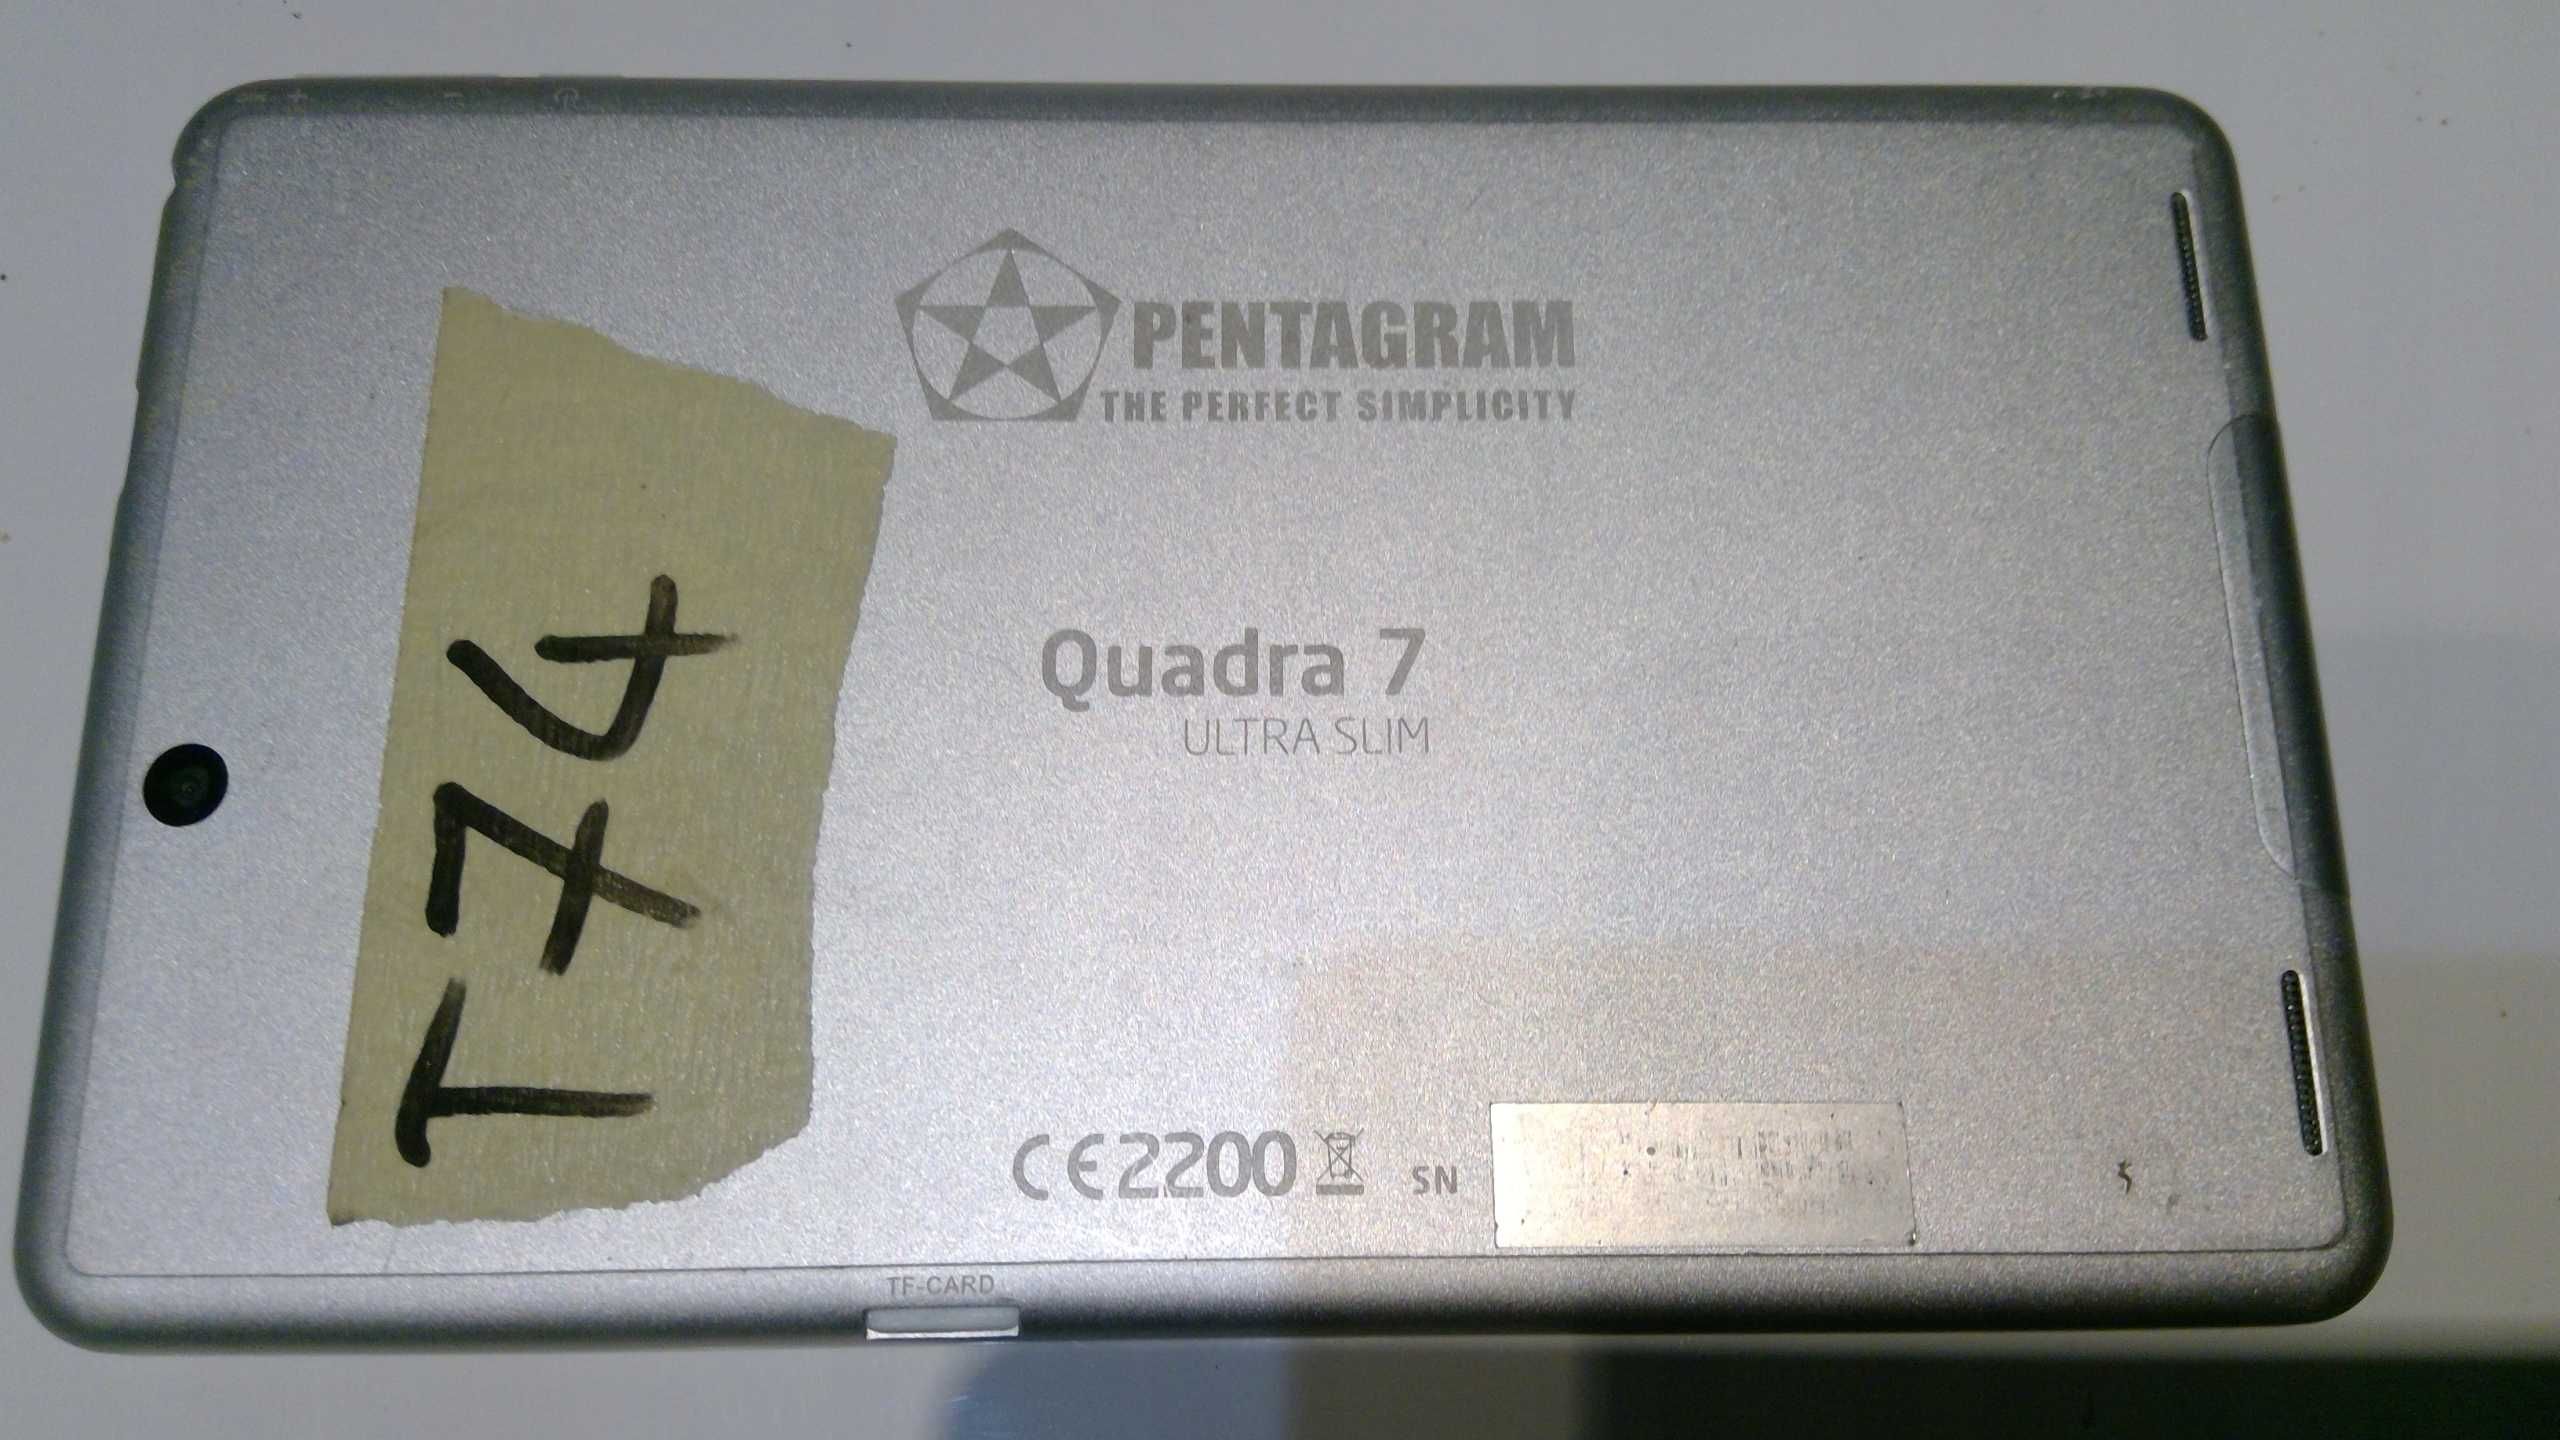 PENTAGRAM
THE PERFECT SIMPLICITY
T74
Quadra 7
ULTRA SLIM
CE2200
SN
TF-CARD